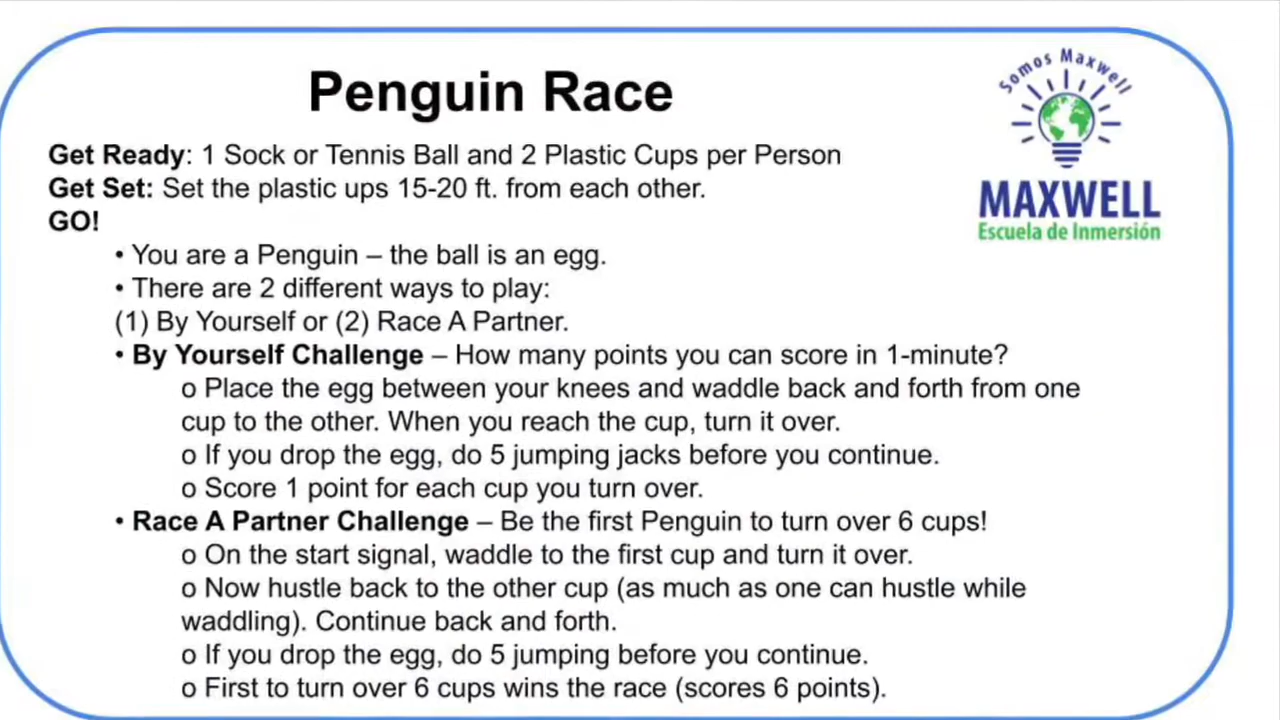 Penguin Race
Somos Maxwell
MAXWELL
Escuela de Inmersión
Get Ready: 1 Sock or Tennis Ball and 2 Plastic Cups per Person
Get Set: Set the plastic ups 15-20 ft. from each other.
GO!
• You are a Penguin – the ball is an egg.
• There are 2 different ways to play:
(1) By Yourself or (2) Race A Partner.
• By Yourself Challenge – How many points you can score in 1-minute?
o Place the egg between your knees and waddle back and forth from one
cup to the other. When you reach the cup, turn it over.
o If you drop the egg, do 5 jumping jacks before you continue.
o Score 1 point for each cup you turn over.
• Race A Partner Challenge – Be the first Penguin to turn over 6 cups!
o On the start signal, waddle to the first cup and turn it over.
o Now hustle back to the other cup (as much as one can hustle while
waddling). Continue back and forth.
o If you drop the egg, do 5 jumping before you continue.
o First to turn over 6 cups wins the race (scores 6 points).